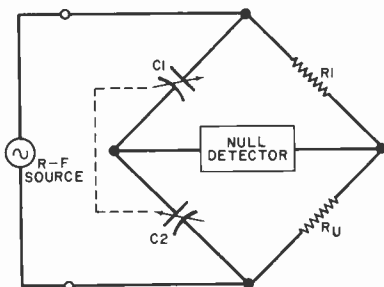 C1
R1
NULL
DETECTOR
R-F
SOURCE
C2
RU